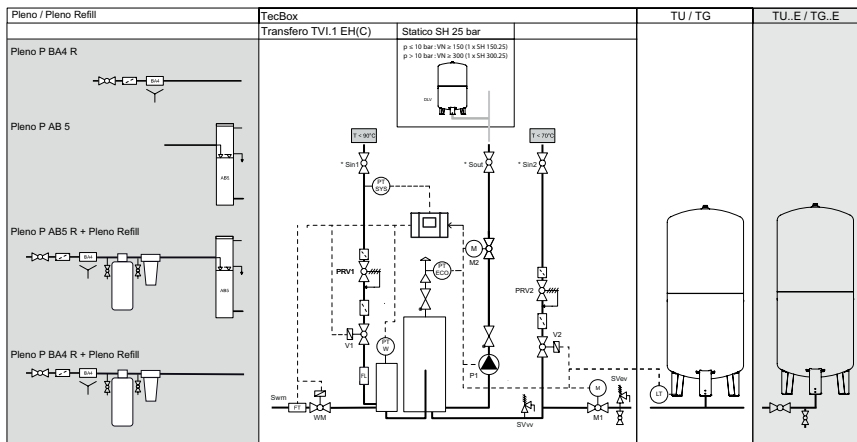 Pleno / Pleno Refill
TecBox
TU / TG
TU..E / TG..E
Transfero TVI.1 EH(C)
Statico SH 25 bar
p ≤ 10 bar : VN ≥ 150 (1 x SH 150.25)
p > 10 bar : VN ≥ 300 (1 x SH 300.25)
DLV
Pleno P BA4 R
BA4
Pleno P AB 5
AB5
Pleno P AB5 R + Pleno Refill
BA4
AB5
Pleno P BA4 R + Pleno Refill
BA4
T < 90°C
T < 70°C
* Sin1
* Sout
* Sin2
PT
SYS
M
M2
PT
ECO
PRV1
PRV2
V1
PT
W
V2
P1
FL
Swm
FT
WM
SVvv
M
M1
SVev
LT